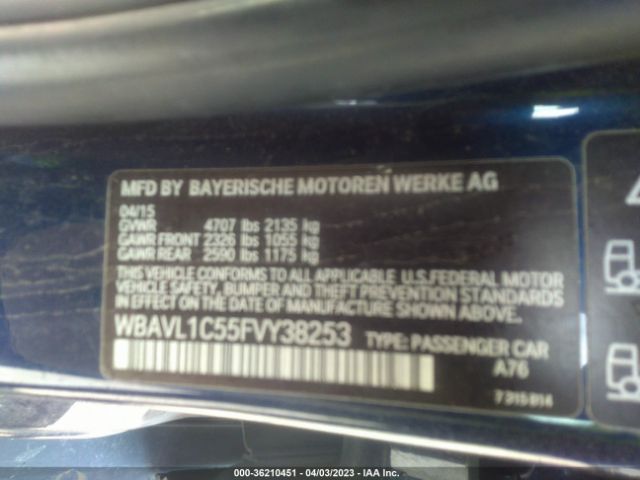 MFD BY BAYERISCHE MOTOREN WERKE AG
04/15
GVWR 4707 lbs 2135 kg
GAWR FRONT 2326 lbs 1055 kg
GAWR REAR 2590 lbs 1175 kg
THIS VEHICLE CONFORMS TO ALL APPLICABLE U.S.FEDERAL MOTOR
VEHICLE SAFETY, BUMPER AND THEFT PREVENTION STANDARDS IN
EFFECT ON THE DATE OF MANUFACTURE SHOWN ABOVE.
WBAVL1C55FVY38253 TYPE: PASSENGER CAR
A76
7315814
000-36210451 - 04/03/2023 - IAA Inc.